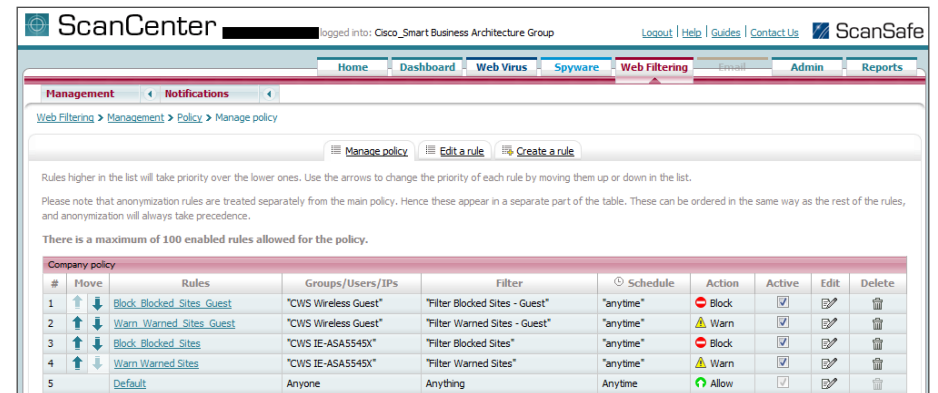 ScanCenter logged into: Cisco_Smart Business Architecture Group Logout | Help | Guides | Contact Us ScanSafe
Home Dashboard Web Virus Spyware Web Filtering Email Admin Reports
Management Notifications
Web Filtering > Management > Policy > Manage policy
Manage policy Edit a rule Create a rule
Rules higher in the list will take priority over the lower ones. Use the arrows to change the priority of each rule by moving them up or down in the list.
Please note that anonymization rules are treated separately from the main policy. Hence these appear in a separate part of the table. These can be ordered in the same way as the rest of the rules,
and anonymization will always take precedence.
There is a maximum of 100 enabled rules allowed for the policy.
Company policy
# Move Rules Groups/Users/IPs Filter Schedule Action Active Edit Delete
1 Block_Blocked_Sites_Guest "CWS Wireless Guest" "Filter Blocked Sites - Guest" "anytime" Block
2 Warn_Warned_Sites_Guest "CWS Wireless Guest" "Filter Warned Sites - Guest" "anytime" Warn
3 Block_Blocked_Sites "CWS IE-ASA5545X" "Filter Blocked Sites" "anytime" Block
4 Warn Warned Sites "CWS IE-ASA5545X" "Filter Warned Sites" "anytime" Warn
5 Default Anyone Anything Anytime Allow